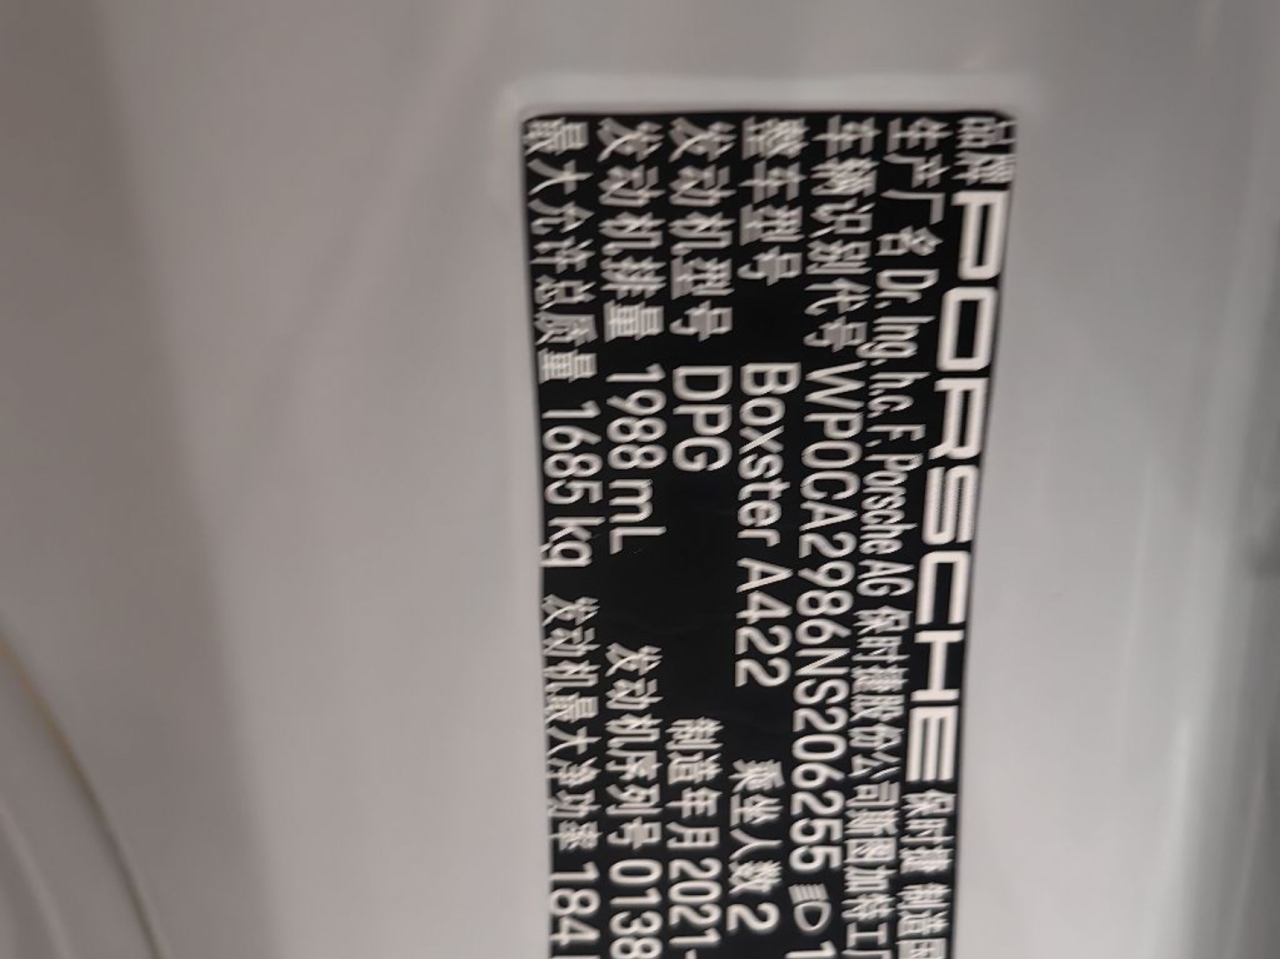 品牌 PORSCHE 保时捷 制造国
生产厂名 Dr. Ing. h.c. F. Porsche AG 保时捷股份公司斯图加特工厂
车辆识别代号 WP0CA2986NS206255 1
整车型号 Boxster A422 乘坐人数 2
发动机型号 DPG 制造年月 2021-
发动机排量 1988 mL 发动机序列号 0138
最大允许总质量 1685 kg 发动机最大净功率 184